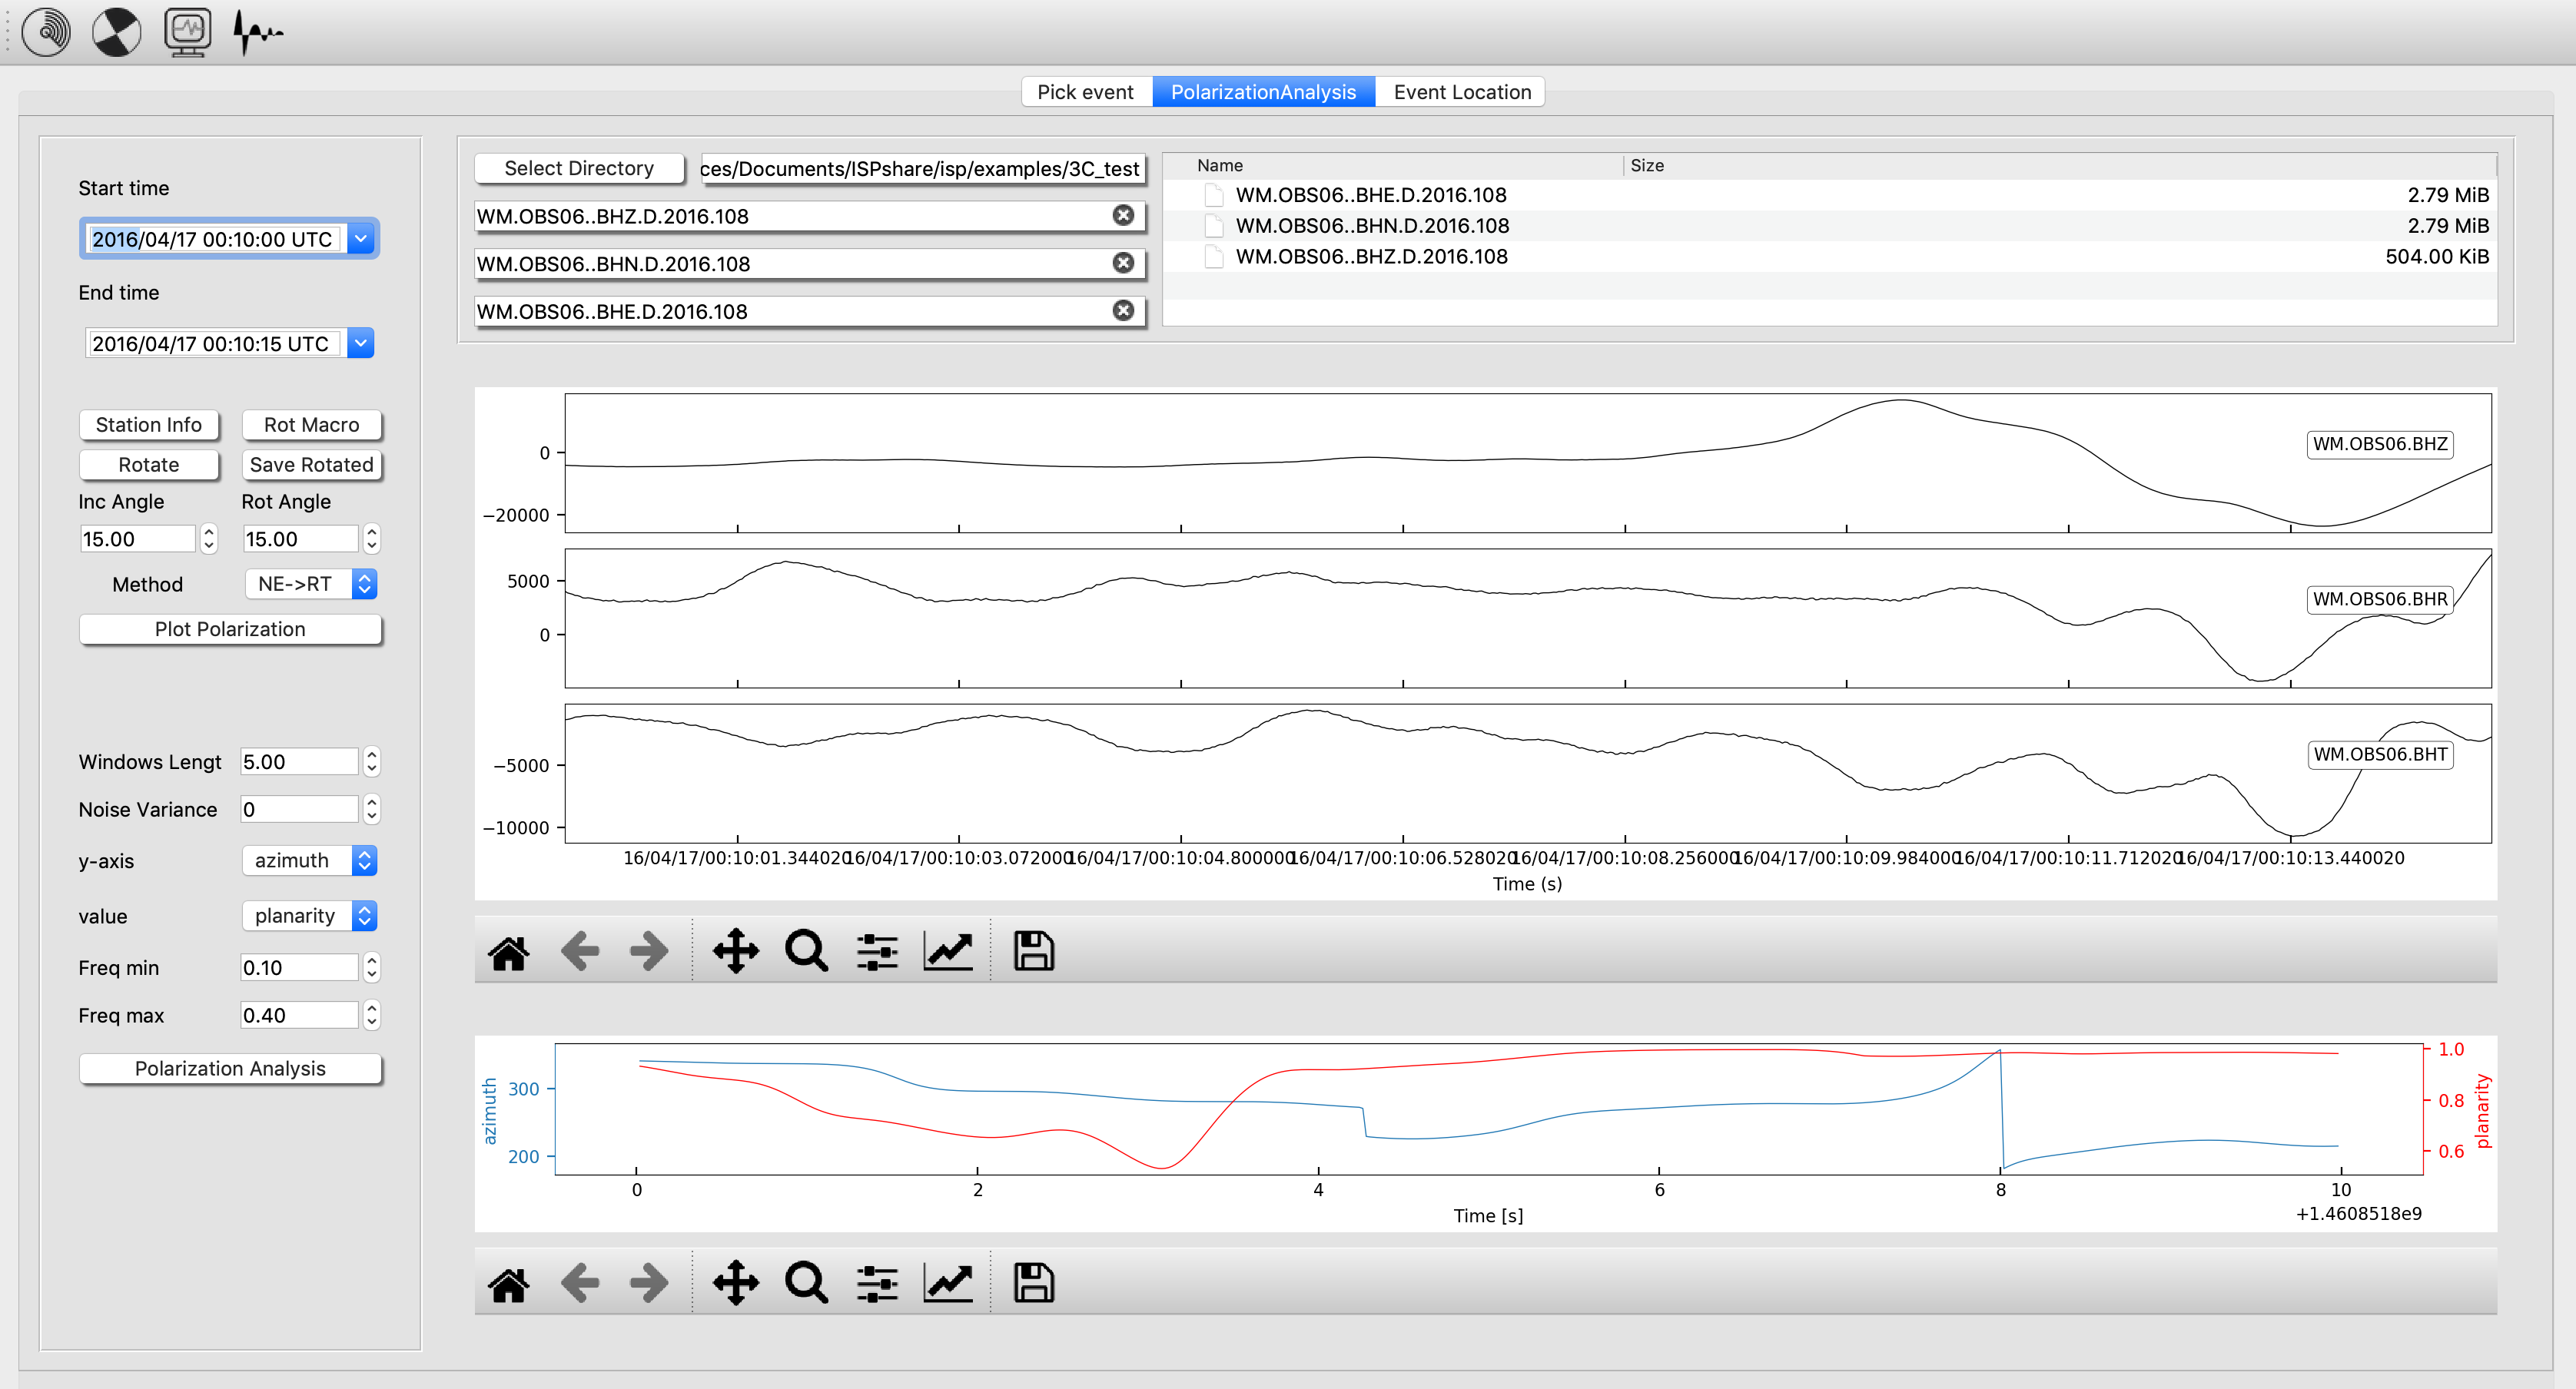 Pick event PolarizationAnalysis Event Location
Start time
2016/04/17 00:10:00 UTC
End time
2016/04/17 00:10:15 UTC
Station Info Rot Macro
Rotate Save Rotated
Inc Angle Rot Angle
15.00 15.00
Method NE->RT
Plot Polarization
Windows Lengt 5.00
Noise Variance 0
y-axis azimuth
value planarity
Freq min 0.10
Freq max 0.40
Polarization Analysis
Select Directory ces/Documents/ISPshare/isp/examples/3C_test
WM.OBS06..BHZ.D.2016.108
WM.OBS06..BHN.D.2016.108
WM.OBS06..BHE.D.2016.108
Name Size
WM.OBS06..BHE.D.2016.108 2.79 MiB
WM.OBS06..BHN.D.2016.108 2.79 MiB
WM.OBS06..BHZ.D.2016.108 504.00 KiB
0
−20000
WM.OBS06.BHZ
5000
0
WM.OBS06.BHR
−5000
−10000
WM.OBS06.BHT
16/04/17/00:10:01.344020 16/04/17/00:10:03.072000 16/04/17/00:10:04.800000 16/04/17/00:10:06.528020 16/04/17/00:10:08.256000 16/04/17/00:10:09.984000 16/04/17/00:10:11.712020 16/04/17/00:10:13.440020
Time (s)
azimuth
300
200
1.0
0.8
0.6
planarity
0 2 4 6 8 10
Time [s]
+1.4608518e9